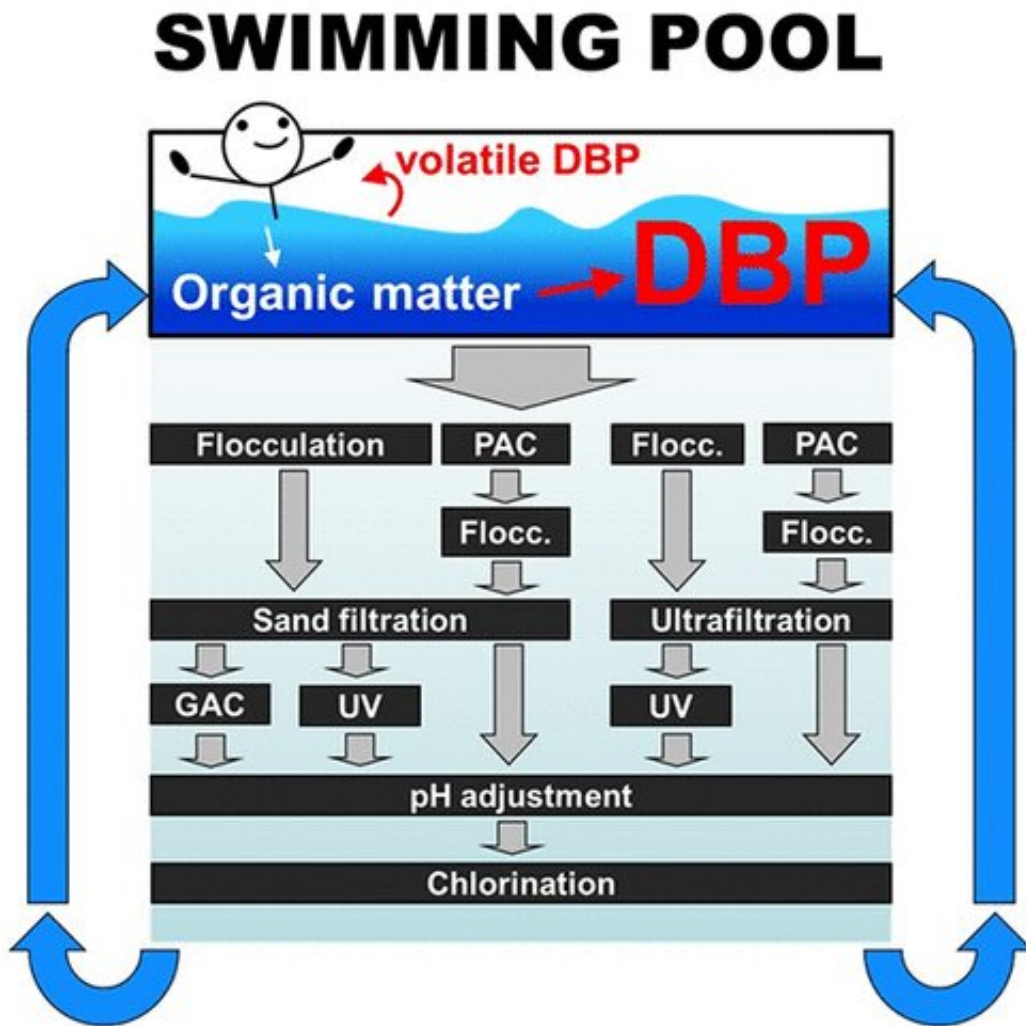 SWIMMING POOL
volatile DBP
Organic matter
DBP
Flocculation
PAC
Flocc.
PAC
Flocc.
Flocc.
Sand filtration
Ultrafiltration
GAC
UV
UV
pH adjustment
Chlorination